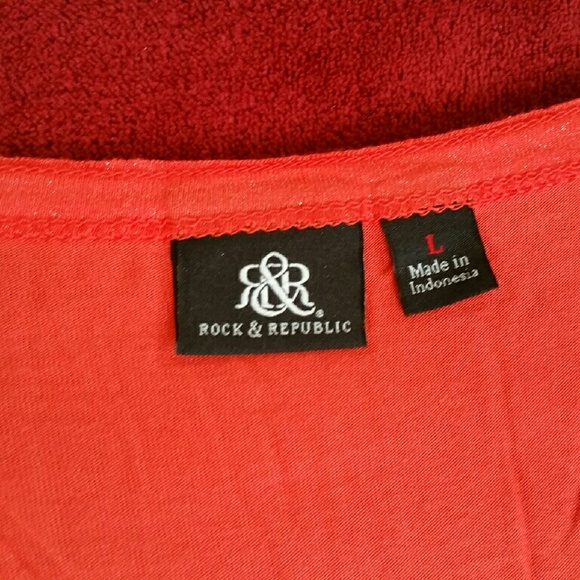 R&R®
ROCK & REPUBLIC
L
Made in
Indonesia